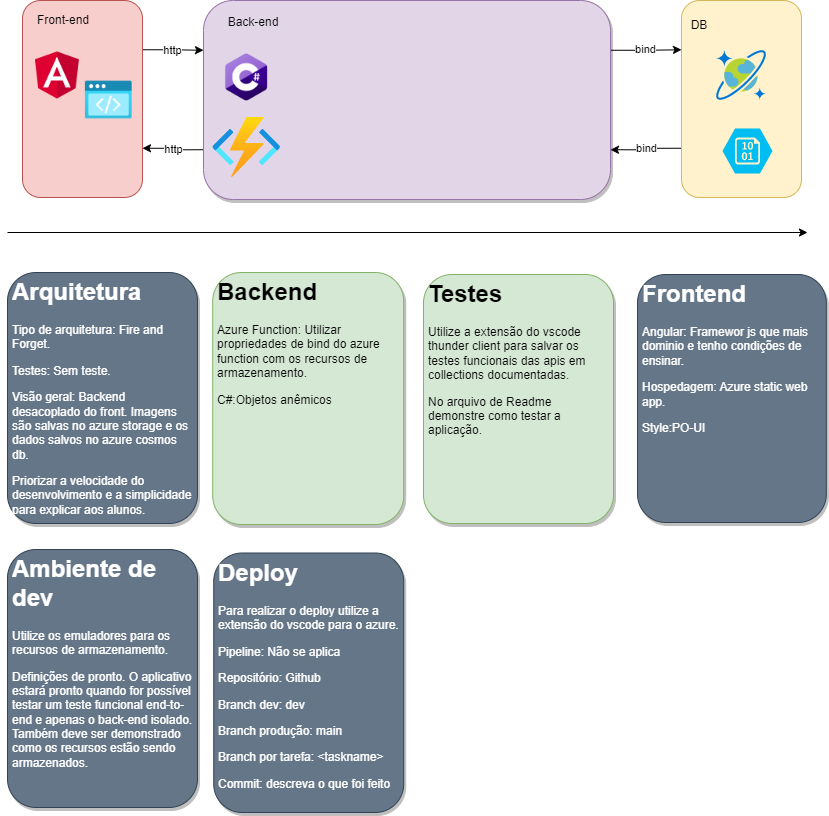 Front-end
Back-end
DB
http
bind
http
bind
C#
10
01
Arquitetura
Tipo de arquitetura: Fire and
Forget.
Testes: Sem teste.
Visão geral: Backend
desacoplado do front. Imagens
são salvas no azure storage e os
dados salvos no azure cosmos
db.
Priorizar a velocidade do
desenvolvimento e a simplicidade
para explicar aos alunos.
Backend
Azure Function: Utilizar
propriedades de bind do azure
function com os recursos de
armazenamento.
C#:Objetos anêmicos
Testes
Utilize a extensão do vscode
thunder client para salvar os
testes funcionais das apis em
collections documentadas.
No arquivo de Readme
demonstre como testar a
aplicação.
Frontend
Angular: Framewor js que mais
dominio e tenho condições de
ensinar.
Hospedagem: Azure static web
app.
Style:PO-UI
Ambiente de
dev
Utilize os emuladores para os
recursos de armazenamento.
Definições de pronto. O aplicativo
estará pronto quando for possível
testar um teste funcional end-to-
end e apenas o back-end isolado.
Também deve ser demonstrado
como os recursos estão sendo
armazenados.
Deploy
Para realizar o deploy utilize a
extensão do vscode para o azure.
Pipeline: Não se aplica
Repositório: Github
Branch dev: dev
Branch produção: main
Branch por tarefa: <taskname>
Commit: descreva o que foi feito